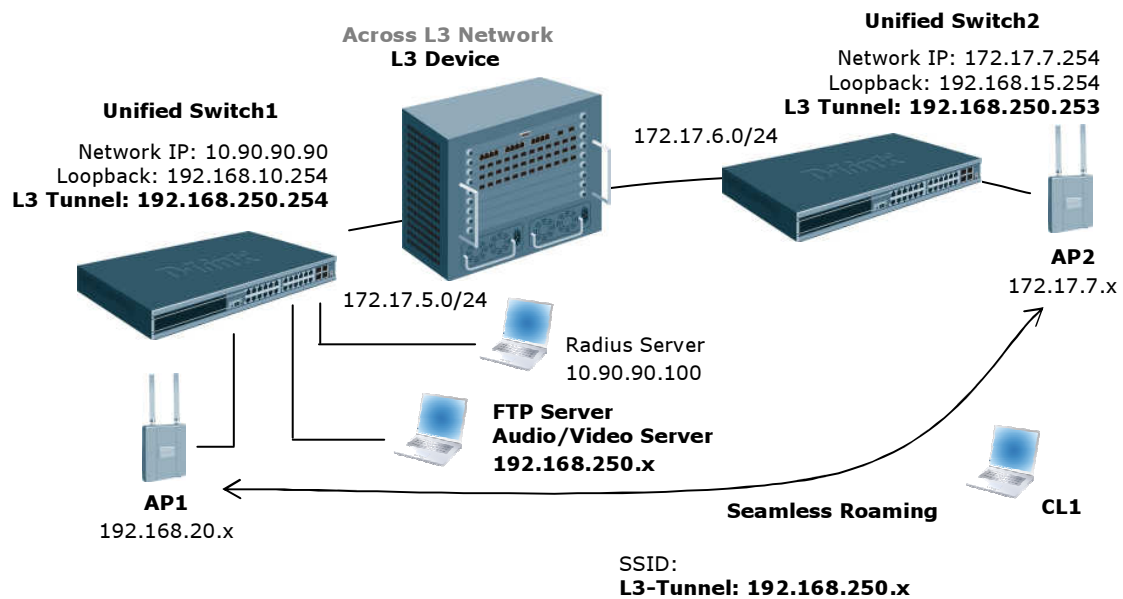 Across L3 Network
L3 Device
Unified Switch2
Network IP: 172.17.7.254
Loopback: 192.168.15.254
L3 Tunnel: 192.168.250.253
Unified Switch1
Network IP: 10.90.90.90
Loopback: 192.168.10.254
L3 Tunnel: 192.168.250.254
172.17.6.0/24
D-Link
D-Link
AP2
172.17.7.x
172.17.5.0/24
Radius Server
10.90.90.100
FTP Server
Audio/Video Server
192.168.250.x
AP1
192.168.20.x
Seamless Roaming
CL1
SSID:
L3-Tunnel: 192.168.250.x